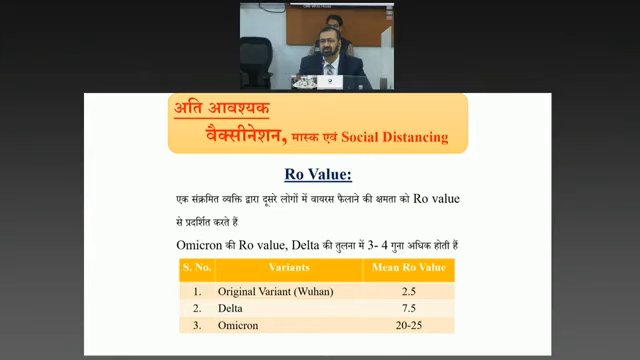 अति आवश्यक
वैक्सीनेशन, मास्क एवं Social Distancing
Ro Value:
एक संक्रमित व्यक्ति द्वारा दूसरे लोगों में वायरस फैलाने की क्षमता को Ro value
से प्रदर्शित करते हैं
Omicron की Ro value, Delta की तुलना में 3- 4 गुना अधिक होती हैं
S. No. Variants Mean Ro Value
1. Original Variant (Wuhan) 2.5
2. Delta 7.5
3. Omicron 20-25